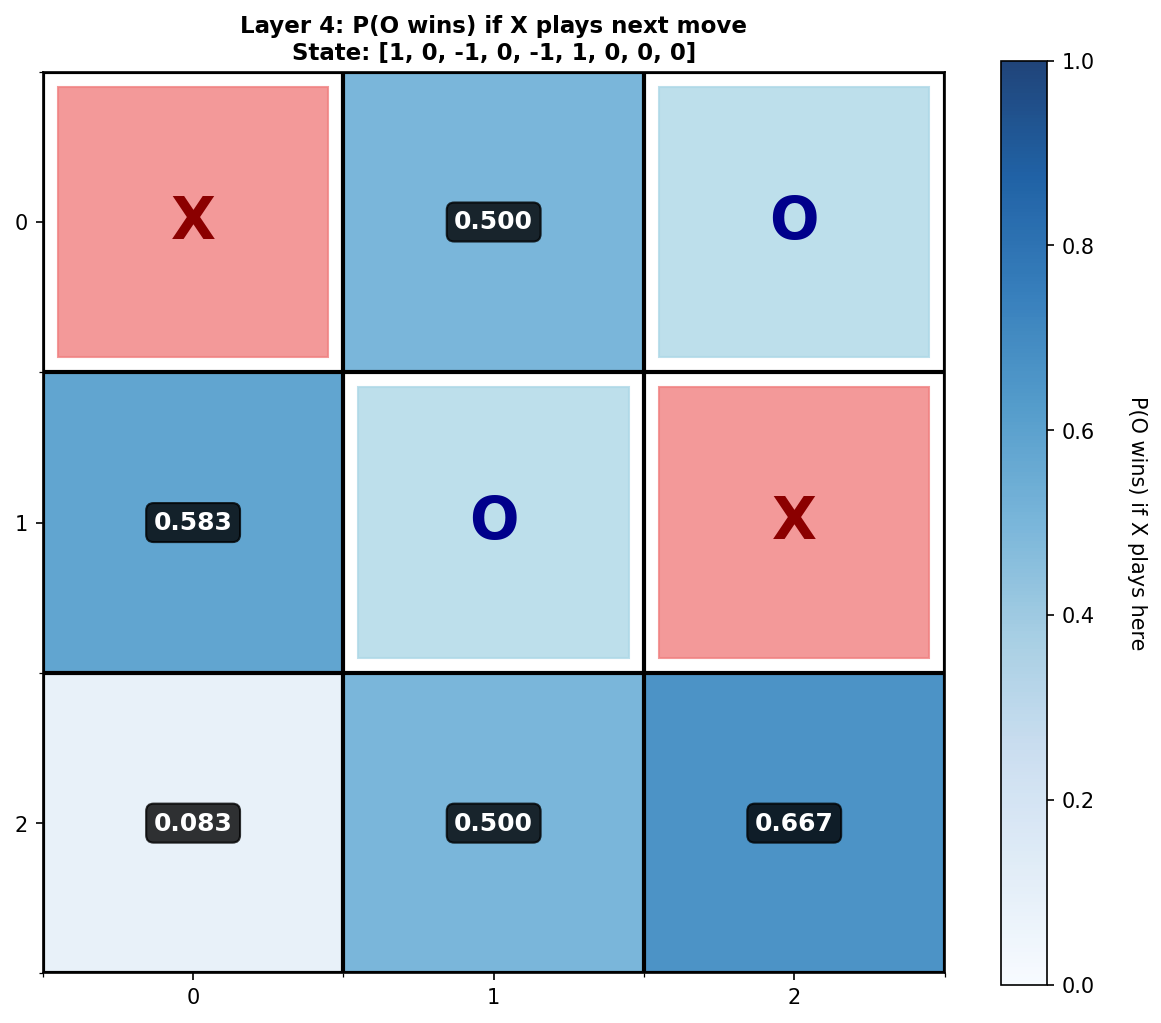 Layer 4: P(O wins) if X plays next move
State: [1, 0, -1, 0, -1, 1, 0, 0, 0]
0
X
0.500
O
1
0.583
O
X
2
0.083
0.500
0.667
0
1
2
1.0
0.8
0.6
0.4
0.2
0.0
P(O wins) if X plays here